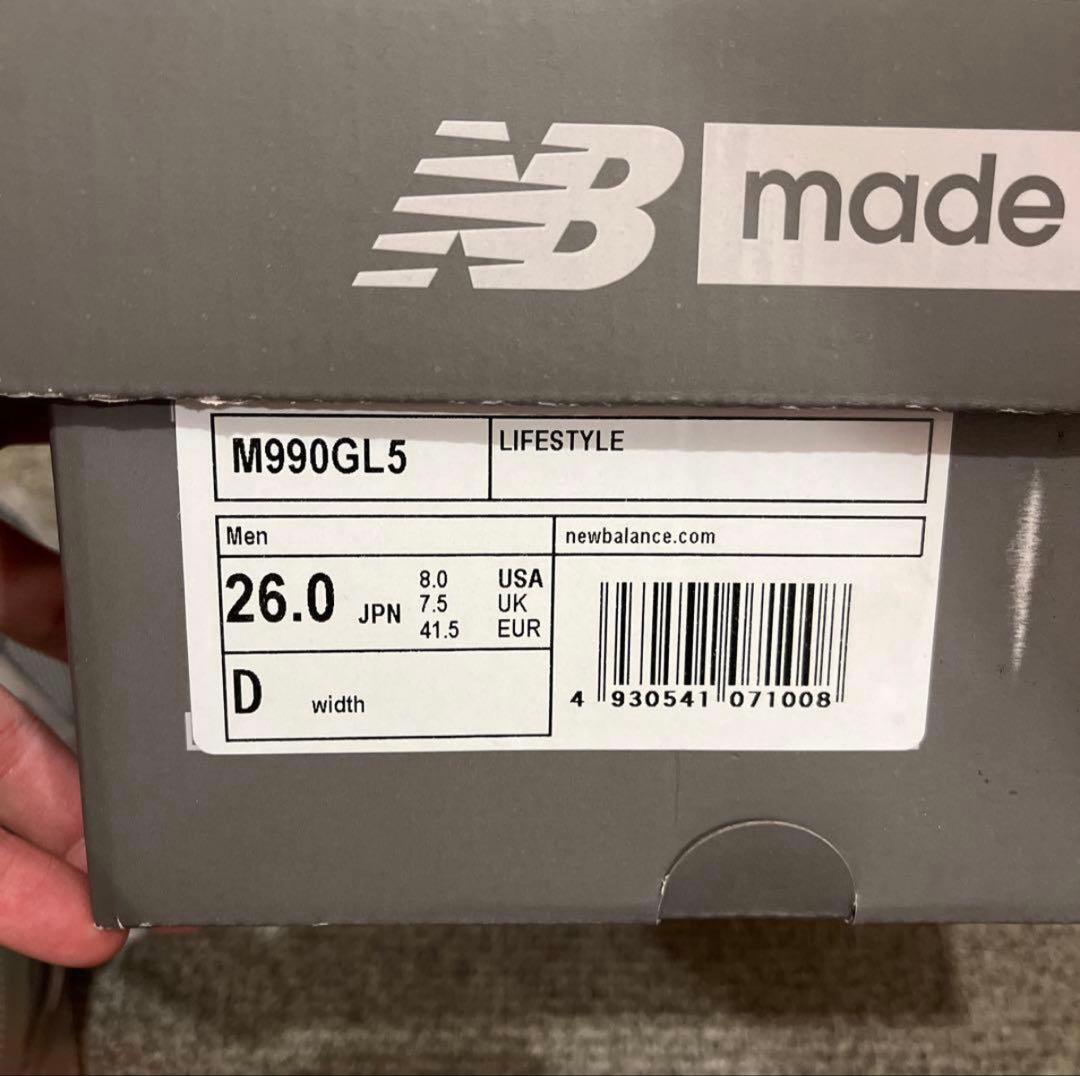 NB made
M990GL5
LIFESTYLE
Men
newbalance.com
26.0 JPN
8.0 USA
7.5 UK
41.5 EUR
D width
4 930541 071008